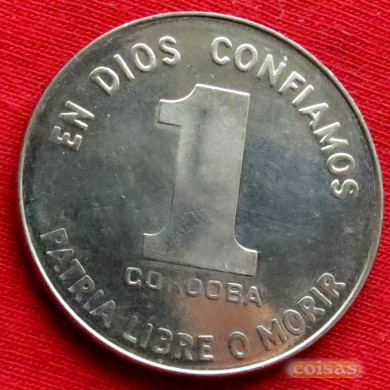 EN DIOS CONFIAMOS
1
CORDOBA
PATRIA LIBRE O MORIR
coisas